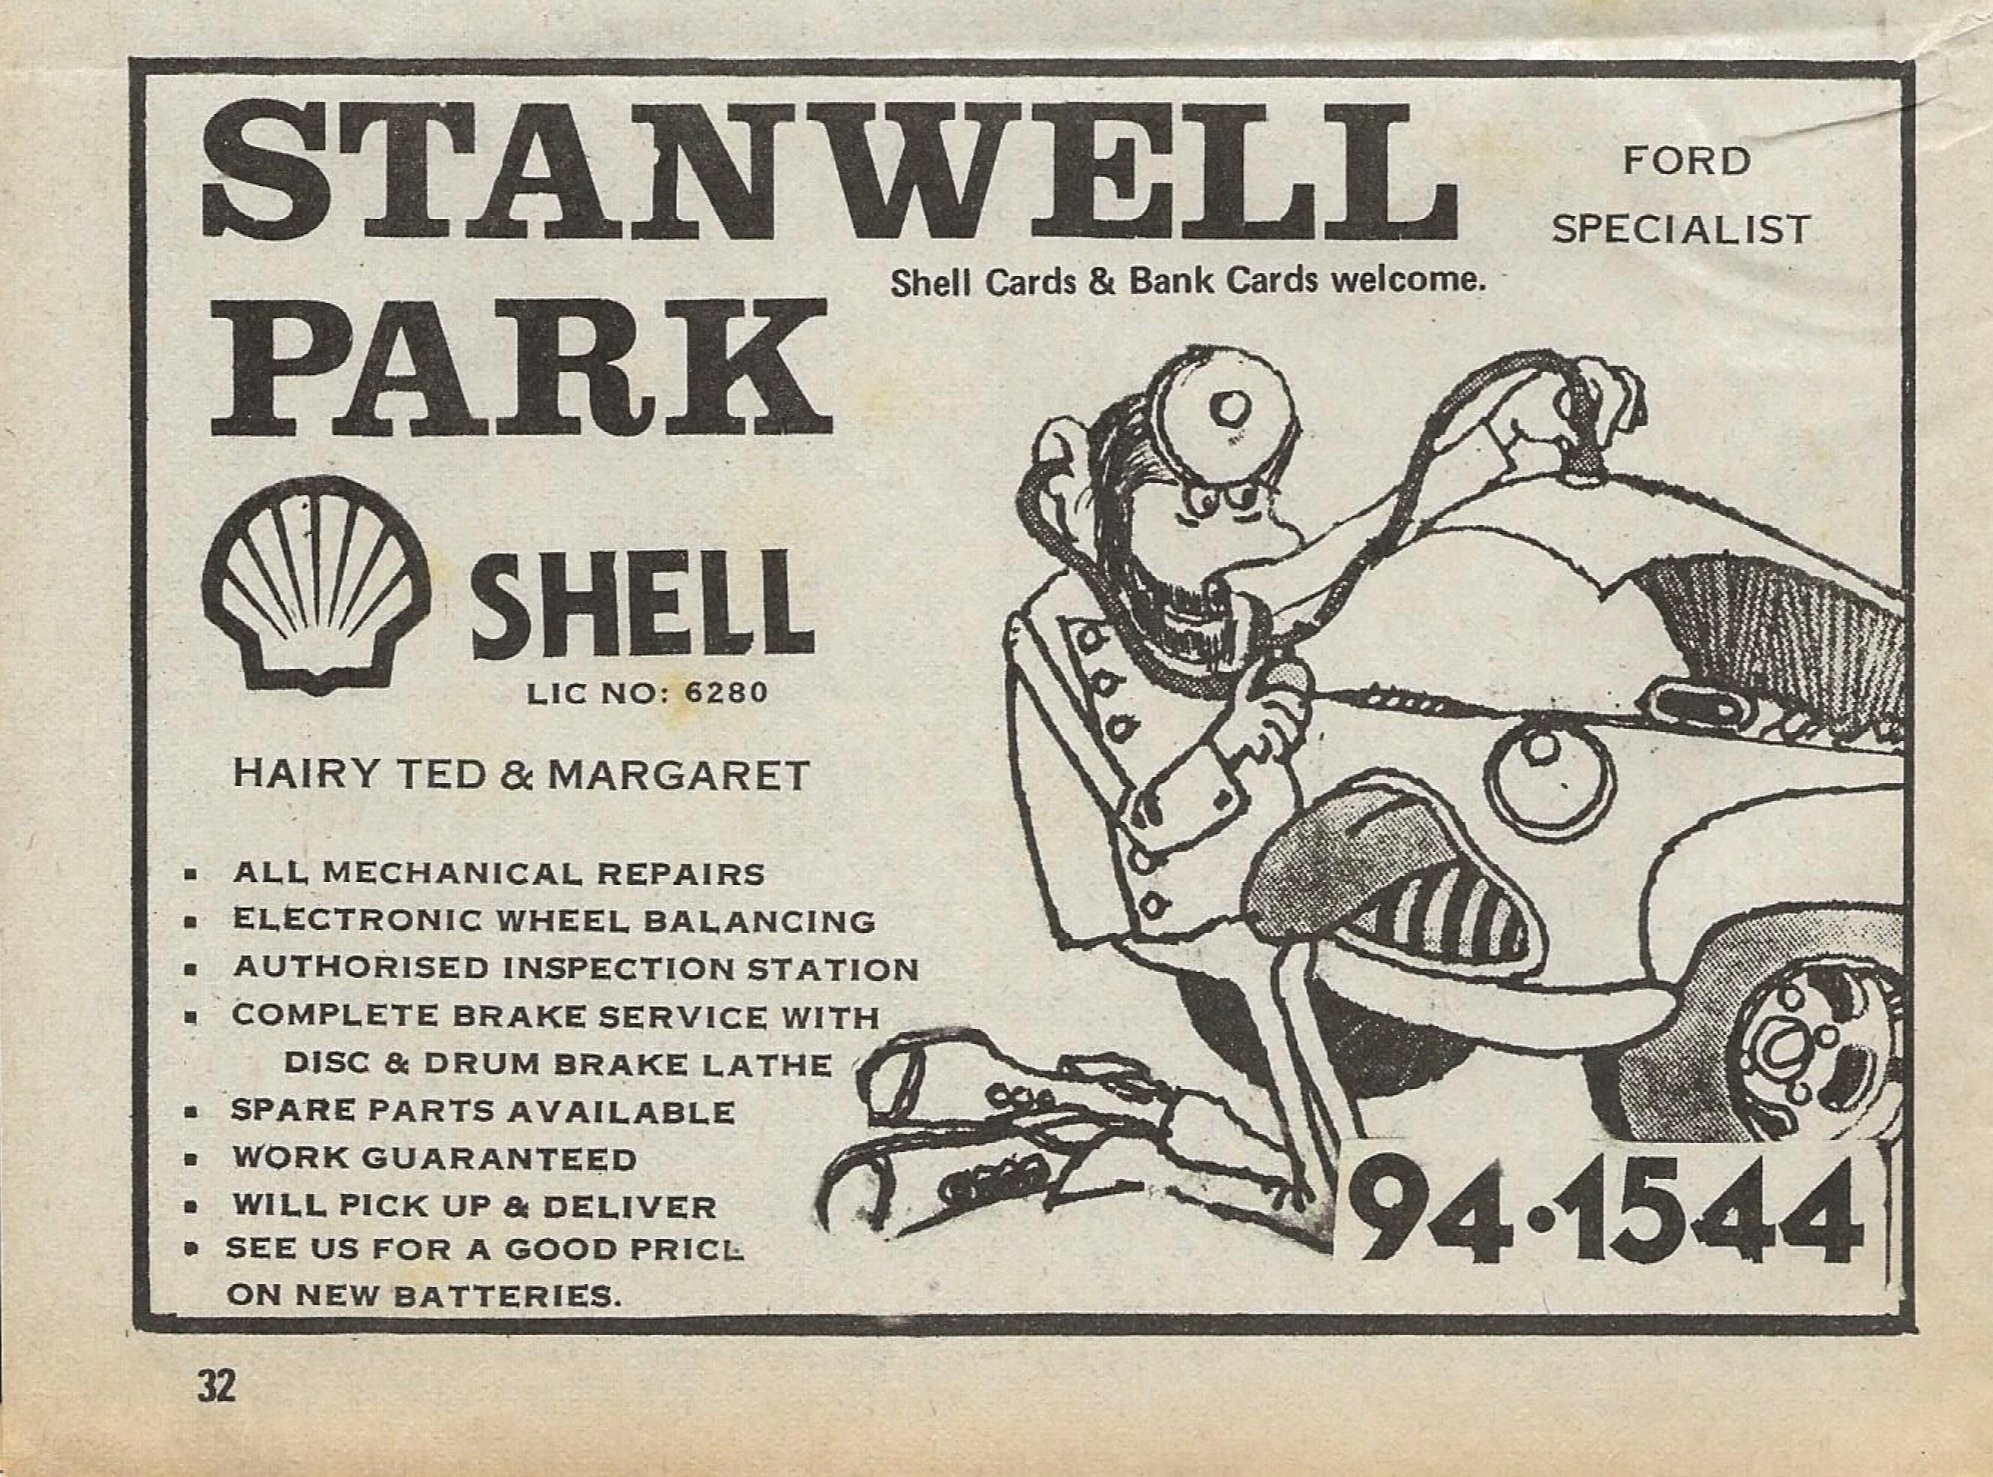 STANWELL
PARK
FORD
SPECIALIST
Shell Cards & Bank Cards welcome.
SHELL
LIC NO: 6280
HAIRY TED & MARGARET
▪ ALL MECHANICAL REPAIRS
▪ ELECTRONIC WHEEL BALANCING
▪ AUTHORISED INSPECTION STATION
▪ COMPLETE BRAKE SERVICE WITH
DISC & DRUM BRAKE LATHE
▪ SPARE PARTS AVAILABLE
▪ WORK GUARANTEED
▪ WILL PICK UP & DELIVER
▪ SEE US FOR A GOOD PRICE
ON NEW BATTERIES.
94·1544
32